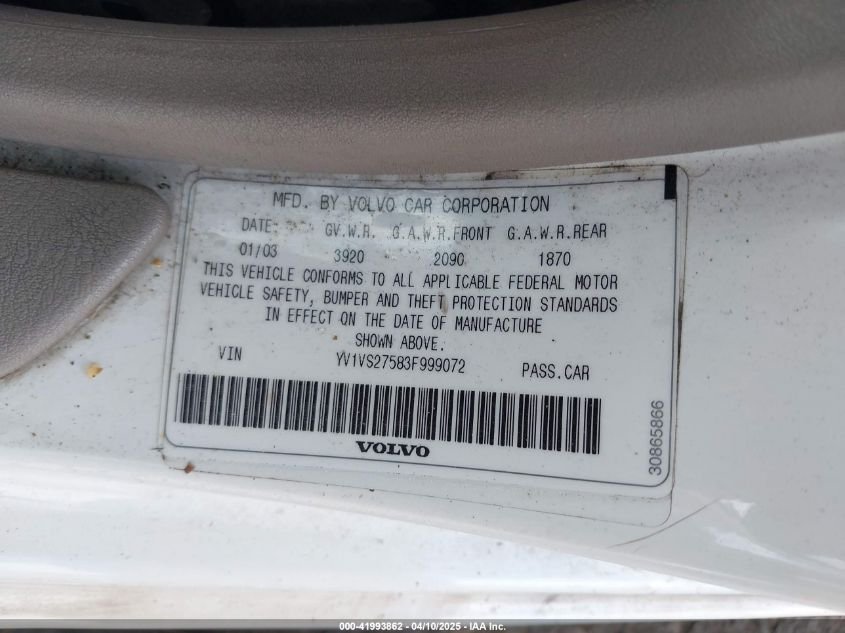 MFD. BY VOLVO CAR CORPORATION
DATE: GV.W.R. G.A.W.R.FRONT G.A.W.R.REAR
01/03 3920 2090 1870
THIS VEHICLE CONFORMS TO ALL APPLICABLE FEDERAL MOTOR
VEHICLE SAFETY, BUMPER AND THEFT PROTECTION STANDARDS
IN EFFECT ON THE DATE OF MANUFACTURE
SHOWN ABOVE.
VIN YV1VS27583F999072 PASS.CAR
VOLVO
30865866
000-41993862 - 04/10/2025 - IAA Inc.